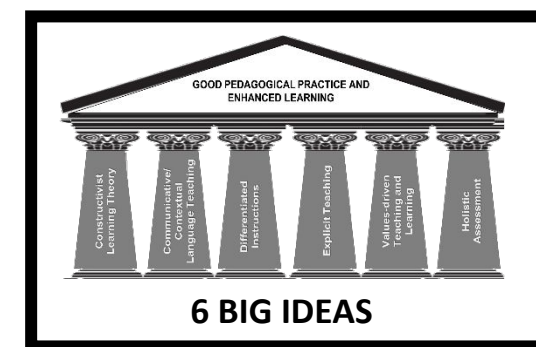 GOOD PEDAGOGICAL PRACTICE AND
ENHANCED LEARNING
Constructivist
Learning Theory
Communicative/
Contextual
Language Teaching
Differentiated
Instructions
Explicit Teaching
Values-driven
Teaching and
Learning
Holistic
Assessment
6 BIG IDEAS